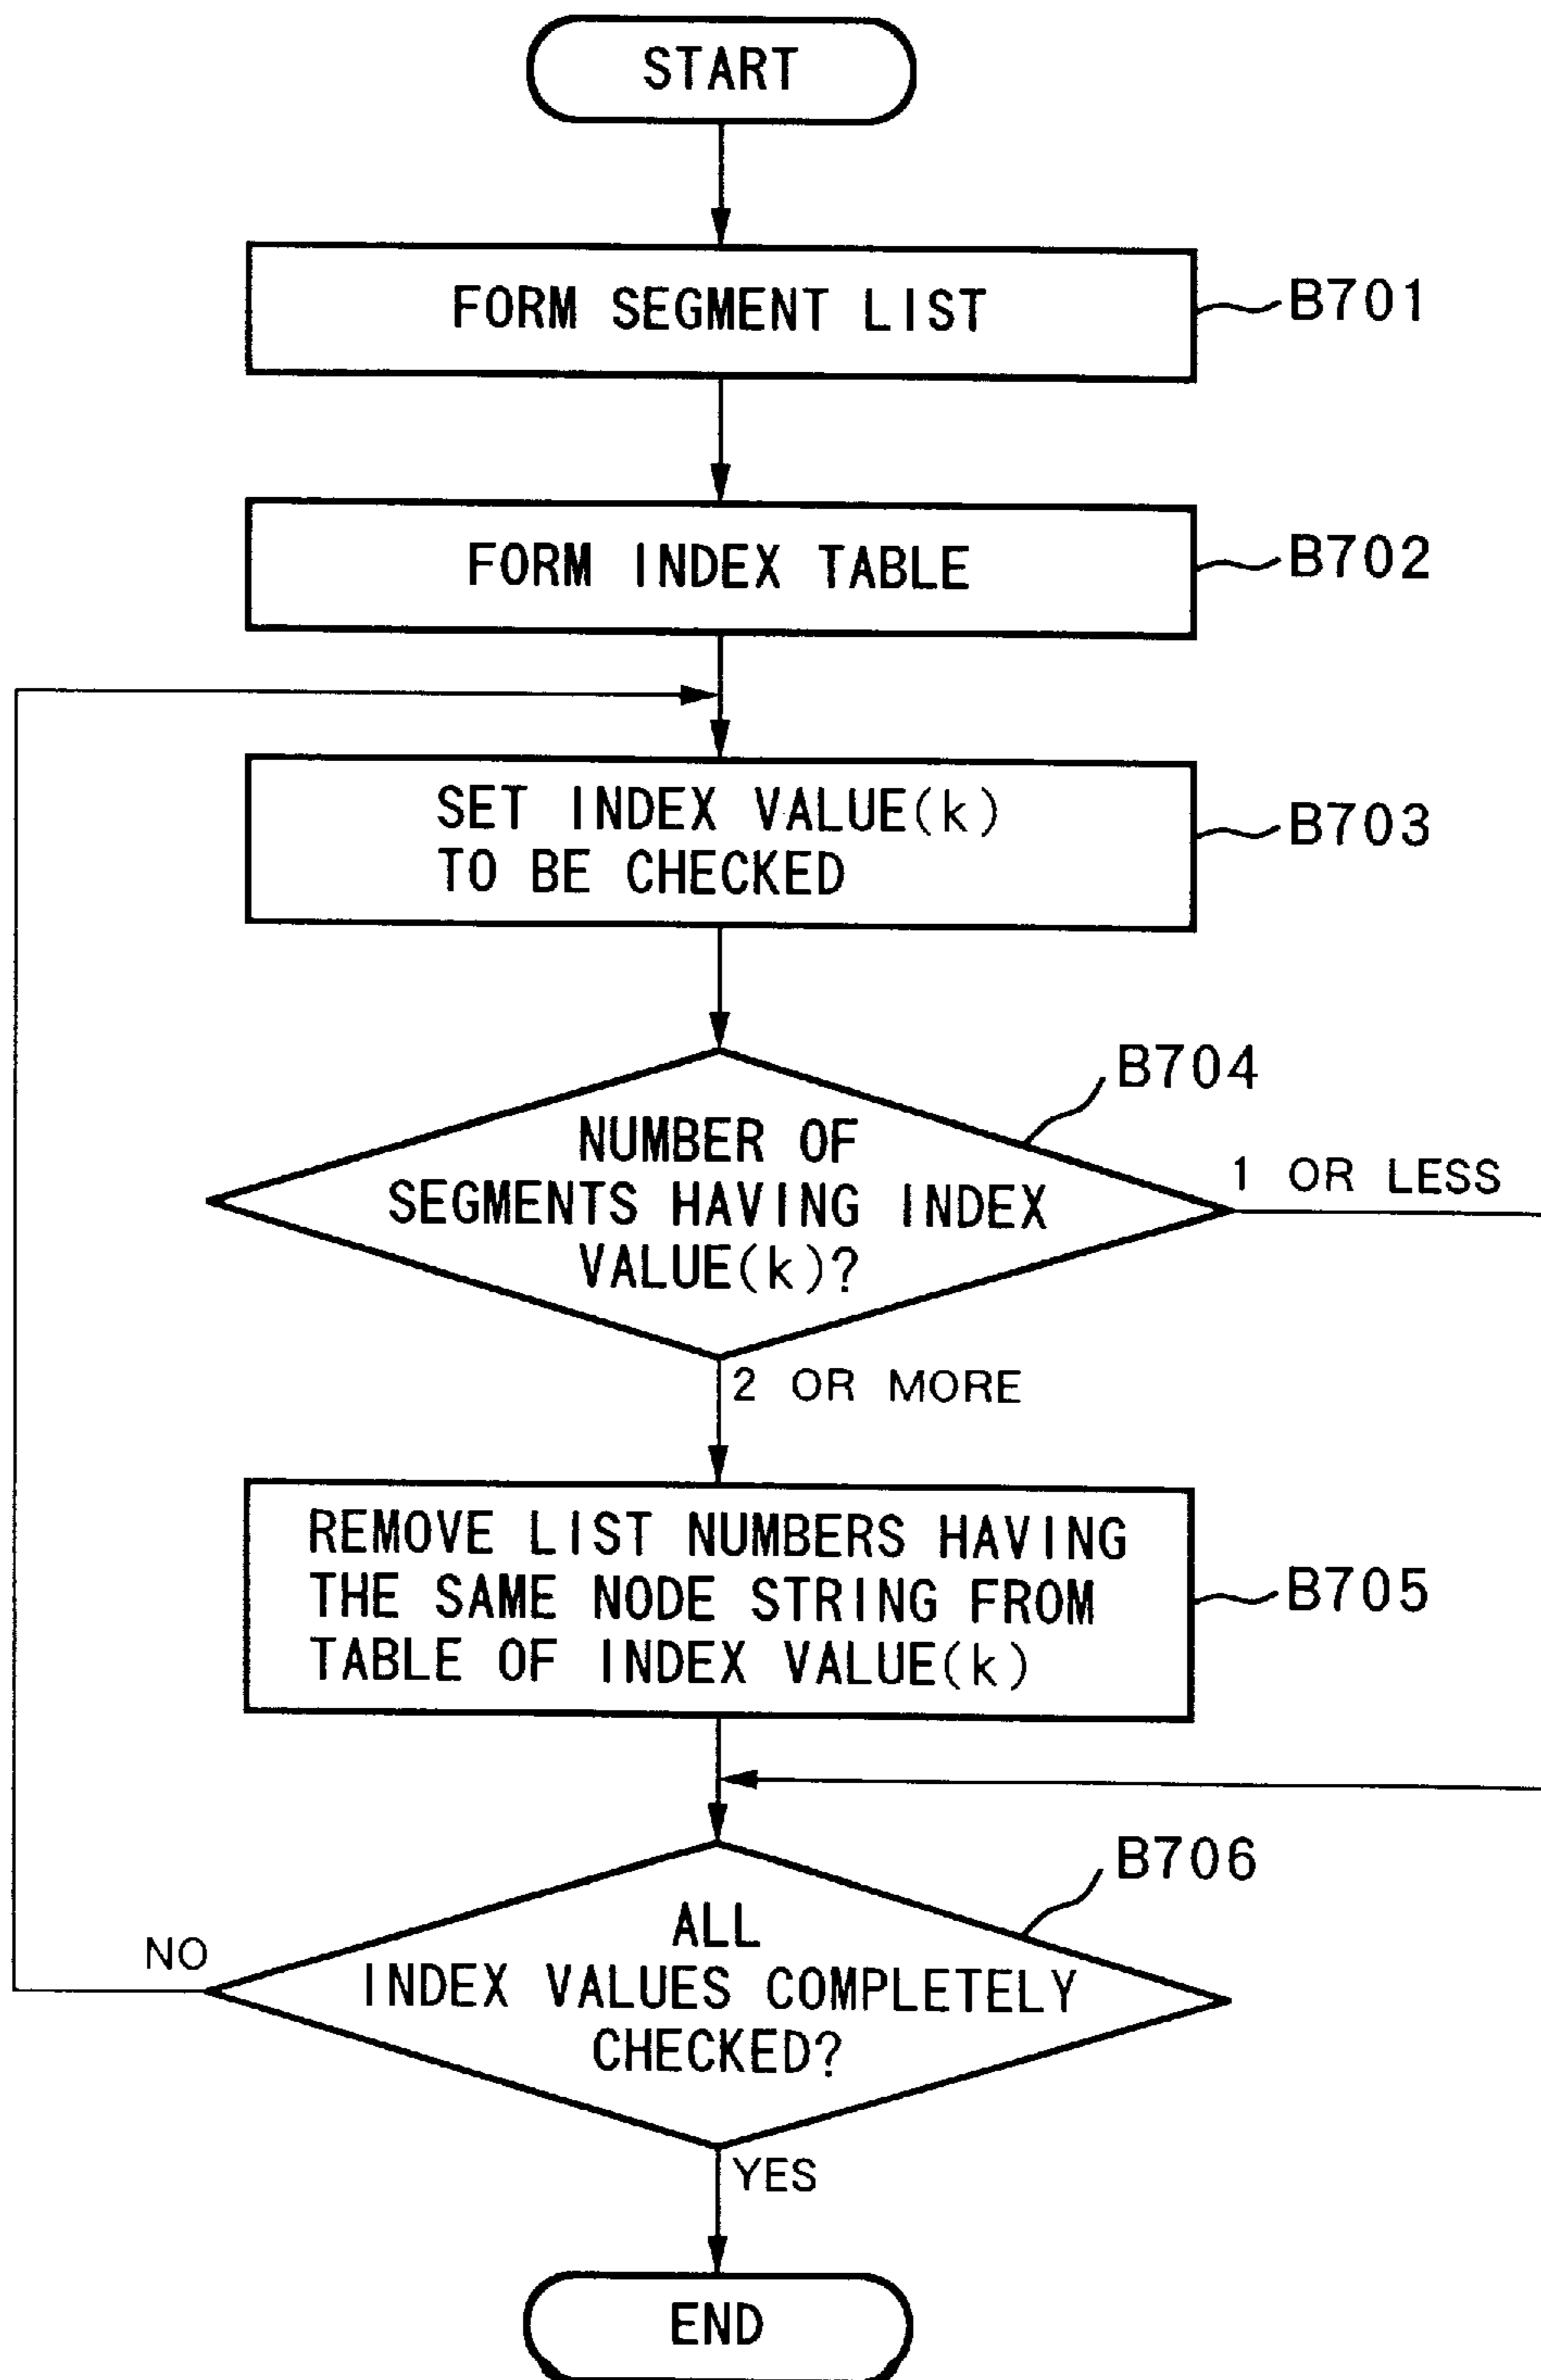 START
FORM SEGMENT LIST
B701
FORM INDEX TABLE
B702
SET INDEX VALUE(k)
TO BE CHECKED
B703
B704
NUMBER OF
SEGMENTS HAVING INDEX
VALUE(k)?
1 OR LESS
2 OR MORE
REMOVE LIST NUMBERS HAVING
THE SAME NODE STRING FROM
TABLE OF INDEX VALUE(k)
B705
B706
ALL
INDEX VALUES COMPLETELY
CHECKED?
NO
YES
END